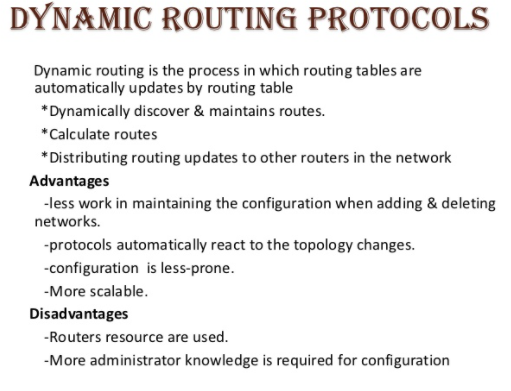 DYNAMIC ROUTING PROTOCOLS
Dynamic routing is the process in which routing tables are
automatically updates by routing table
*Dynamically discover & maintains routes.
*Calculate routes
*Distributing routing updates to other routers in the network
Advantages
-less work in maintaining the configuration when adding & deleting
networks.
-protocols automatically react to the topology changes.
-configuration is less-prone.
-More scalable.
Disadvantages
-Routers resource are used.
-More administrator knowledge is required for configuration